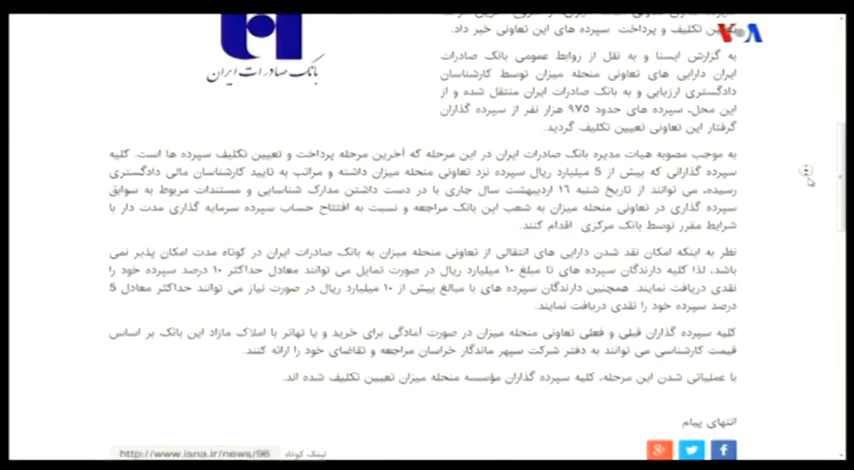 تکلیف و پرداخت سپرده های این تعاونی خبر داد.
VOA
بانک صادرات ایران
به گزارش ایسنا و به نقل از روابط عمومی بانک صادرات
ایران دارایی های تعاونی منحله میزان توسط کارشناسان
دادگستری ارزیابی و به بانک صادرات ایران منتقل شده و از
این محل، سپرده های حدود ۹۷۵ هزار نفر از سپرده گذاران
گرفتار این تعاونی تعیین تکلیف گردید.
به موجب مصوبه هیات مدیره بانک صادرات ایران در این مرحله که آخرین مرحله پرداخت و تعیین تکلیف سپرده ها است. کلیه
سپرده گذارانی که بیش از 5 میلیارد ریال سپرده نزد تعاونی منحله میزان داشته و مراتب به تایید کارشناسان مالی دادگستری
رسیده، می توانند از تاریخ شنبه ۱۶ اردیبهشت سال جاری با در دست داشتن مدارک شناسایی و مستندات مربوط به سوابق
سپرده گذاری در تعاونی منحله میزان به شعب این بانک مراجعه و نسبت به افتتاح حساب سپرده سرمایه گذاری مدت دار با
شرایط مقرر توسط بانک مرکزی اقدام کنند.
نظر به اینکه امکان نقد شدن دارایی های انتقالی از تعاونی منحله میزان به بانک صادرات ایران در کوتاه مدت امکان پذیر نمی
باشد، لذا کلیه دارندگان سپرده های تا مبلغ ۱۰ میلیارد ریال در صورت تمایل می توانند معادل حداکثر ۱۰ درصد سپرده خود را
نقدی دریافت نمایند. همچنین دارندگان سپرده های با مبالغ بیش از ۱۰ میلیارد ریال در صورت نیاز می توانند حداکثر معادل 5
درصد سپرده خود را نقدی دریافت نمایند.
کلیه سپرده گذاران قبلی و فعلی تعاونی منحله میزان در صورت آمادگی برای خرید و یا تهاتر با املاک مازاد این بانک بر اساس
قیمت کارشناسی می توانند به دفتر شرکت سپهر ماندگار خراسان مراجعه و تقاضای خود را ارائه کنند.
با عملیاتی شدن این مرحله، کلیه سپرده گذاران مؤسسه منحله میزان تعیین تکلیف شده اند.
انتهای پیام
لینک کوتاه http://www.isna.ir/news/96